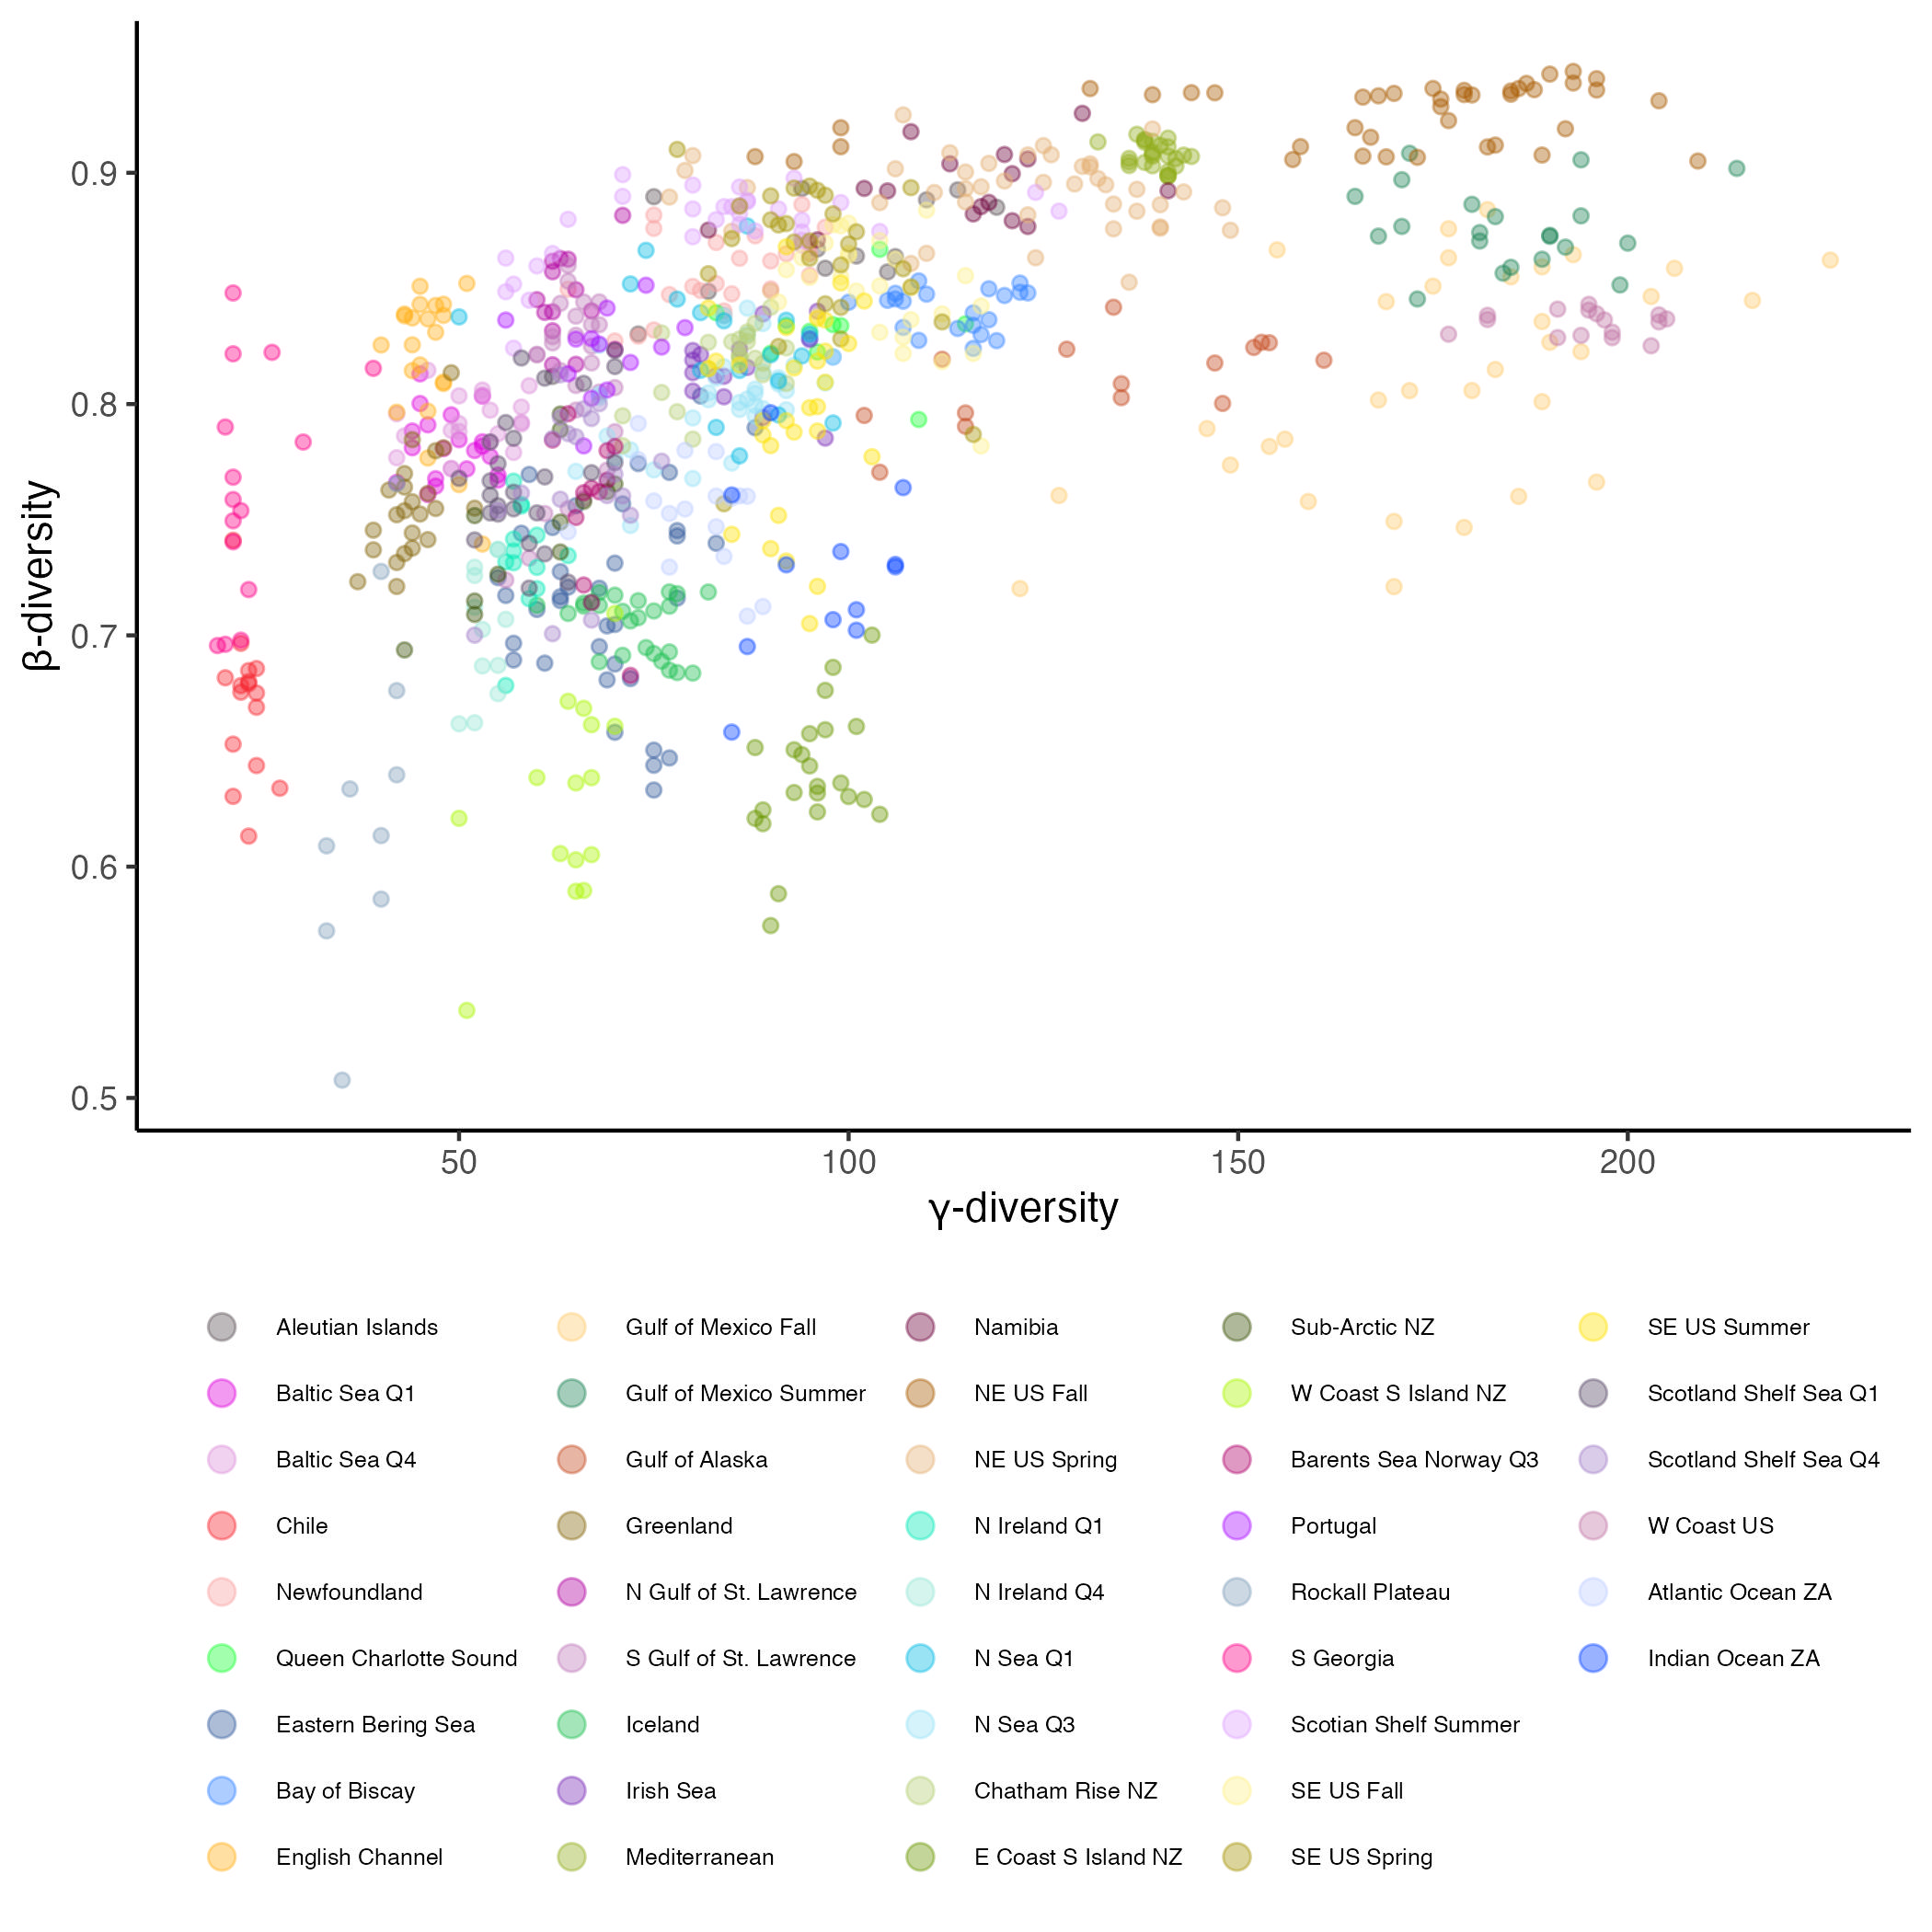 0.9
0.8
0.7
0.6
0.5
β-diversity
50 100 150 200
γ-diversity
Aleutian Islands Gulf of Mexico Fall Namibia Sub-Arctic NZ SE US Summer
Baltic Sea Q1 Gulf of Mexico Summer NE US Fall W Coast S Island NZ Scotland Shelf Sea Q1
Baltic Sea Q4 Gulf of Alaska NE US Spring Barents Sea Norway Q3 Scotland Shelf Sea Q4
Chile Greenland N Ireland Q1 Portugal W Coast US
Newfoundland N Gulf of St. Lawrence N Ireland Q4 Rockall Plateau Atlantic Ocean ZA
Queen Charlotte Sound S Gulf of St. Lawrence N Sea Q1 S Georgia Indian Ocean ZA
Eastern Bering Sea Iceland N Sea Q3 Scotian Shelf Summer
Bay of Biscay Irish Sea Chatham Rise NZ SE US Fall
English Channel Mediterranean E Coast S Island NZ SE US Spring